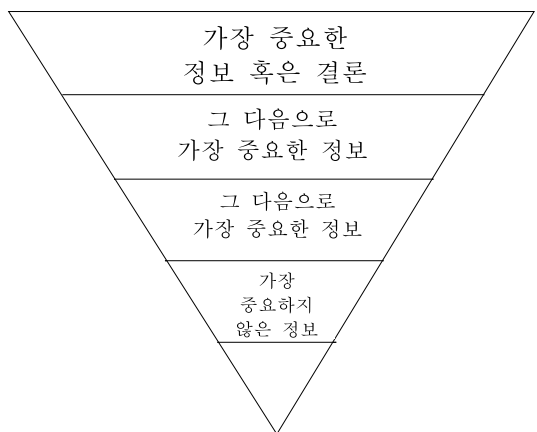 가장 중요한
정보 혹은 결론
그 다음으로
가장 중요한 정보
그 다음으로
가장 중요한 정보
가장
중요하지
않은 정보